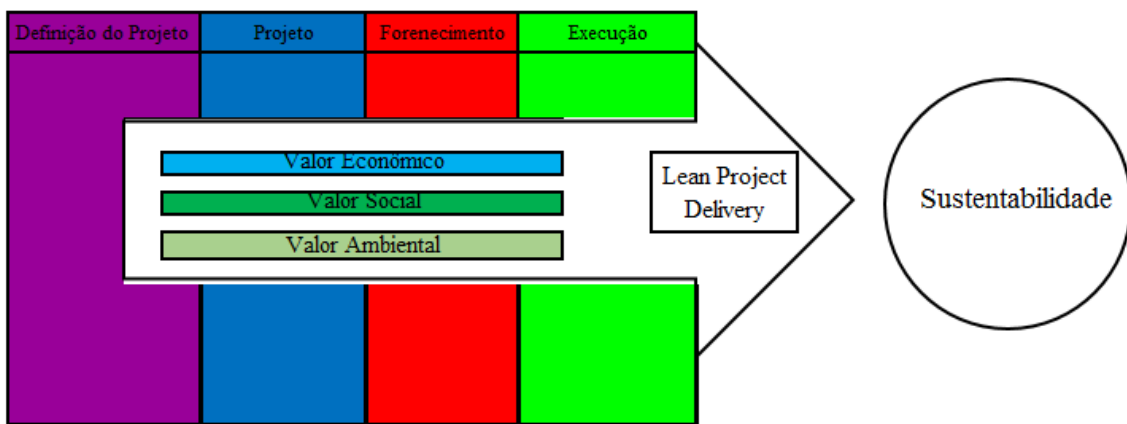 Definição do Projeto
Projeto
Forenecimento
Execução
Valor Econômico
Valor Social
Valor Ambiental
Lean Project
Delivery
Sustentabilidade